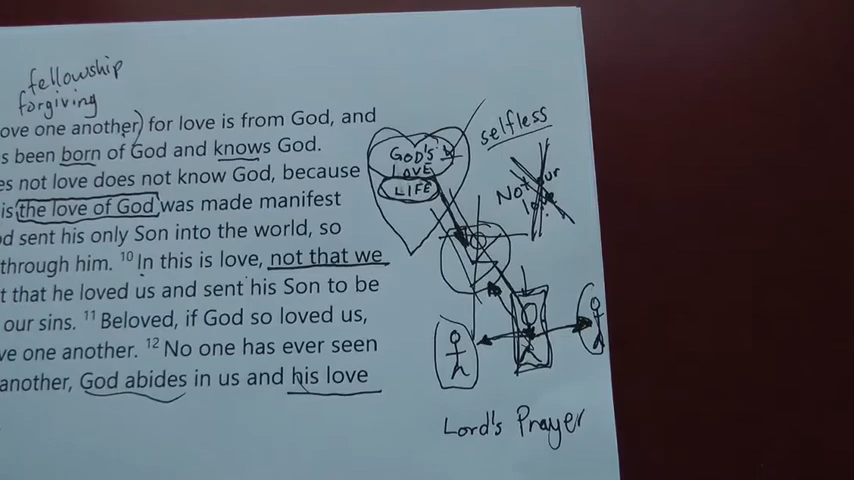 fellowship
forgiving
ove one another) for love is from God, and
s been born of God and knows God.
es not love does not know God, because
is the love of God was made manifest
d sent his only Son into the world, so
through him. 10 In this is love, not that we
t that he loved us and sent his Son to be
our sins. 11 Beloved, if God so loved us,
ve one another. 12 No one has ever seen
another, God abides in us and his love
selfless
GOD'S
LOVE
LIFE
Not our
love
Lord's Prayer